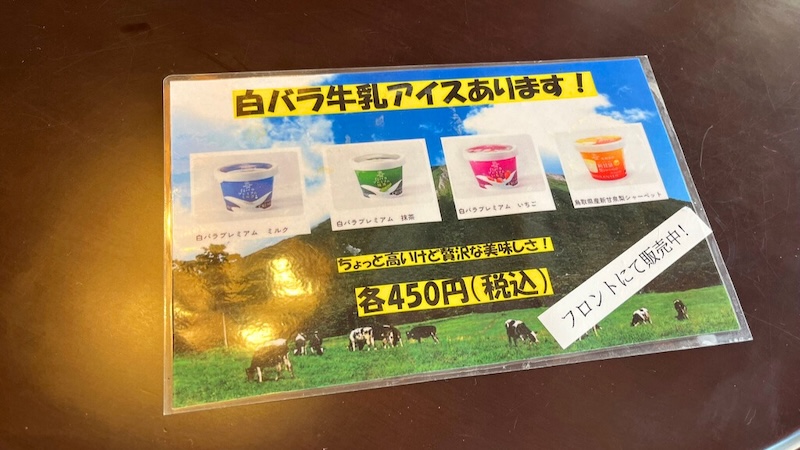 白バラ牛乳アイスあります！
白バラプレミアム ミルク
白バラプレミアム 抹茶
白バラプレミアム いちご
鳥取県産新甘泉梨シャーベット
ちょっと高いけど贅沢な美味しさ！
各450円(税込)
フロントにて販売中！